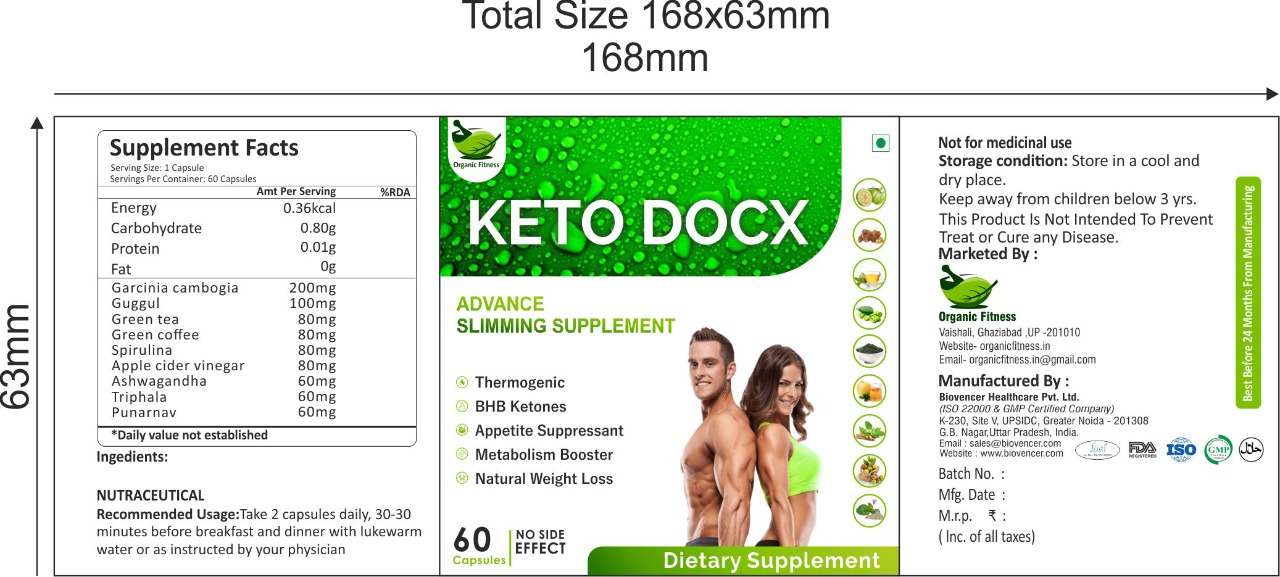 Total Size 168x63mm
168mm
63mm
Supplement Facts
Serving Size: 1 Capsule
Servings Per Container: 60 Capsules
Amt Per Serving %RDA
Energy 0.36kcal
Carbohydrate 0.80g
Protein 0.01g
Fat 0g
Garcinia cambogia 200mg
Guggul 100mg
Green tea 80mg
Green coffee 80mg
Spirulina 80mg
Apple cider vinegar 80mg
Ashwagandha 60mg
Triphala 60mg
Punarnav 60mg
*Daily value not established
Ingedients:
NUTRACEUTICAL
Recommended Usage:Take 2 capsules daily, 30-30
minutes before breakfast and dinner with lukewarm
water or as instructed by your physician
Organic Fitness
KETO DOCX
ADVANCE
SLIMMING SUPPLEMENT
Thermogenic
BHB Ketones
Appetite Suppressant
Metabolism Booster
Natural Weight Loss
60
Capsules
NO SIDE
EFFECT
Dietary Supplement
Not for medicinal use
Storage condition: Store in a cool and
dry place.
Keep away from children below 3 yrs.
This Product Is Not Intended To Prevent
Treat or Cure any Disease.
Marketed By :
Organic Fitness
Vaishali, Ghaziabad ,UP -201010
Website- organicfitness.in
Email- organicfitness.in@gmail.com
Manufactured By :
Biovencer Healthcare Pvt. Ltd.
(ISO 22000 & GMP Certified Company)
K-230, Site V, UPSIDC, Greater Noida - 201308
G.B. Nagar,Uttar Pradesh, India.
Email : sales@biovencer.com
Website : www.biovencer.com
fssai
FDA
REGISTERED
ISO
GMP
حلال
Batch No. :
Mfg. Date :
M.r.p. ₹ :
( Inc. of all taxes)
Best Before 24 Months From Manufacturing